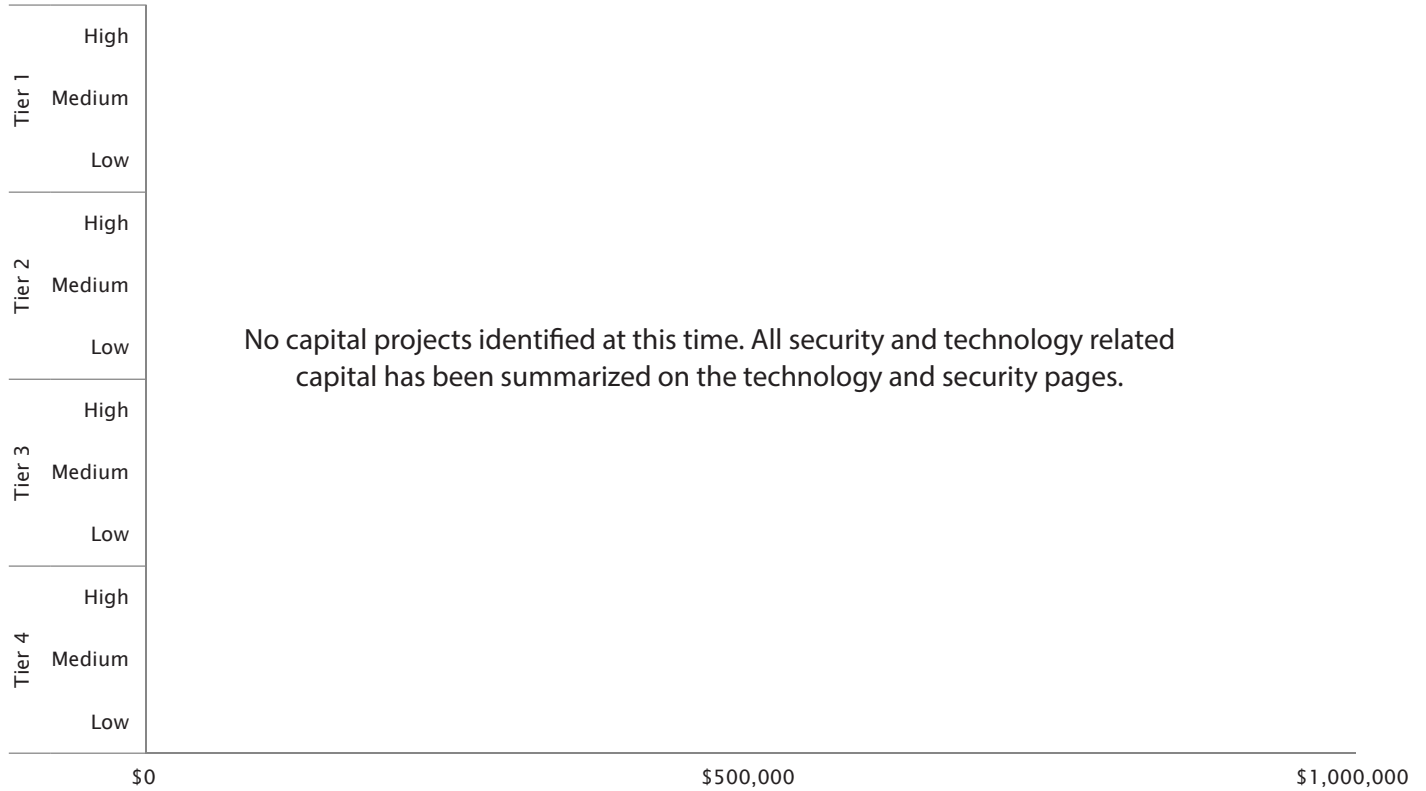 Tier 1
High
Medium
Low
Tier 2
High
Medium
Low
Tier 3
High
Medium
Low
Tier 4
High
Medium
Low
No capital projects identified at this time. All security and technology related
capital has been summarized on the technology and security pages.
$0
$500,000
$1,000,000